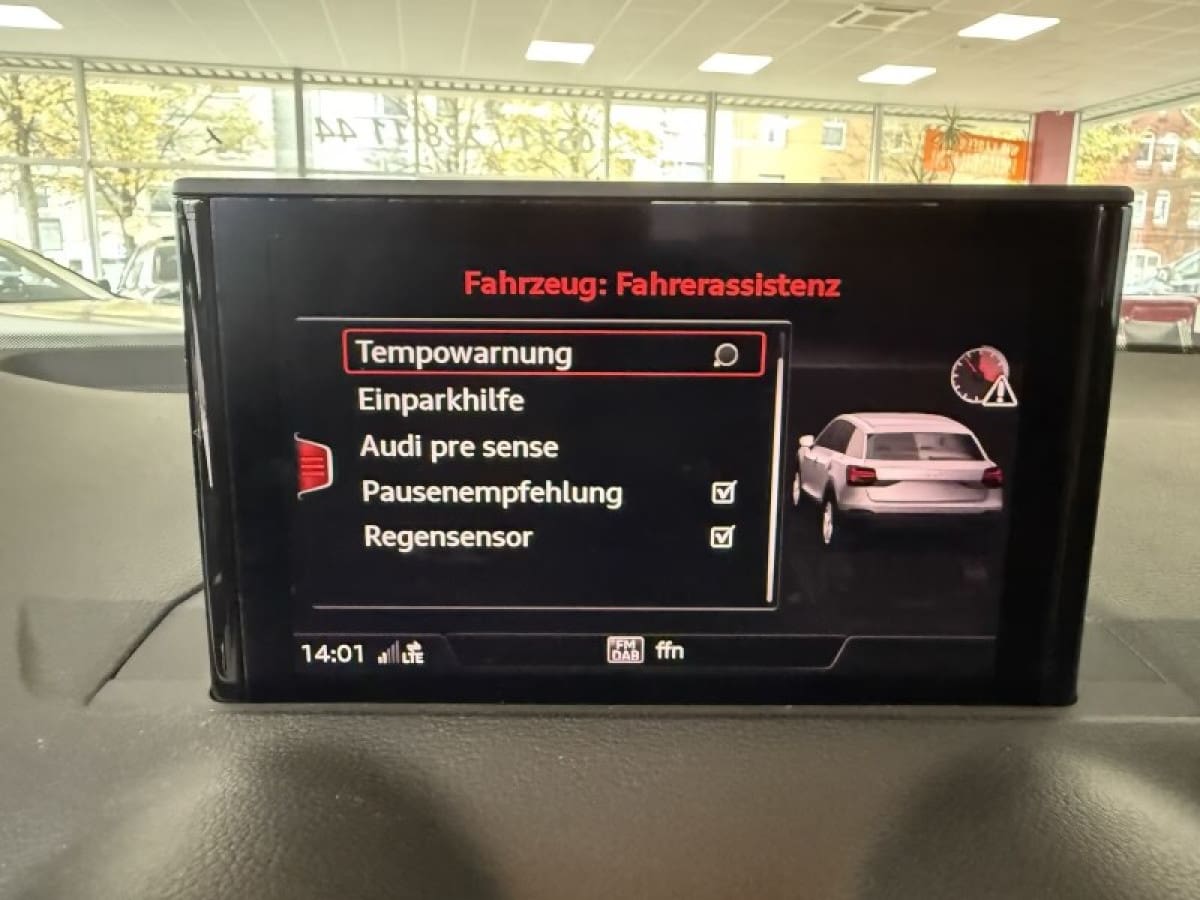 Fahrzeug: Fahrerassistenz
Tempowarnung
Einparkhilfe
Audi pre sense
Pausenempfehlung
Regensensor
14:01 LTE FM DAB ffn